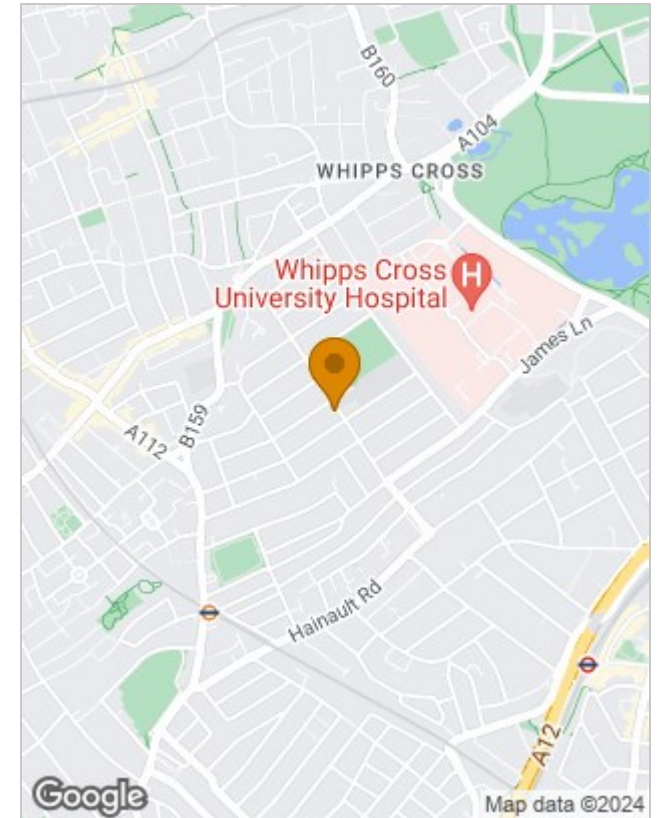 B160
A104
WHIPPS CROSS
Whipps Cross
University Hospital
H
James Ln
A112
B159
Hainault Rd
A12
Google
Map data ©2024